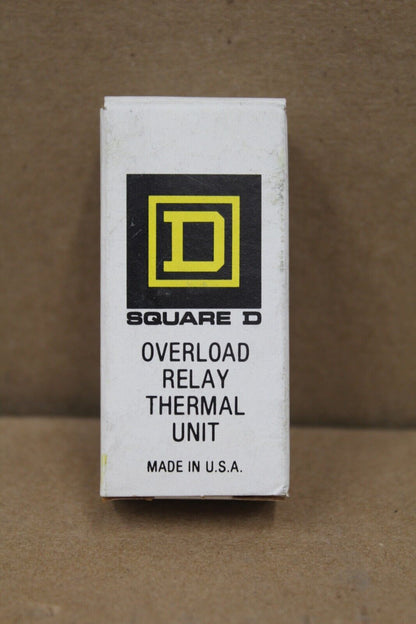 D
SQUARE D
OVERLOAD
RELAY
THERMAL
UNIT
MADE IN U.S.A.